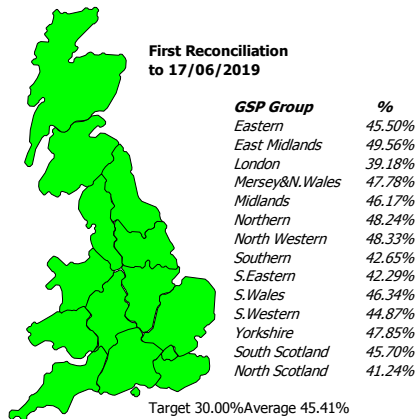 First Reconciliation
to 17/06/2019
GSP Group %
Eastern 45.50%
East Midlands 49.56%
London 39.18%
Mersey&N.Wales 47.78%
Midlands 46.17%
Northern 48.24%
North Western 48.33%
Southern 42.65%
S.Eastern 42.29%
S.Wales 46.34%
S.Western 44.87%
Yorkshire 47.85%
South Scotland 45.70%
North Scotland 41.24%
Target 30.00%Average 45.41%